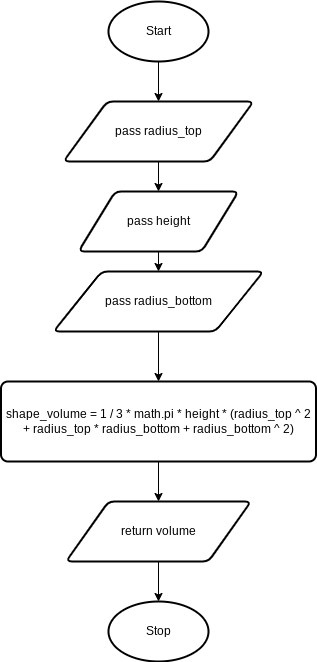 Start
pass radius_top
pass height
pass radius_bottom
shape_volume = 1 / 3 * math.pi * height * (radius_top ^ 2
+ radius_top * radius_bottom + radius_bottom ^ 2)
return volume
Stop